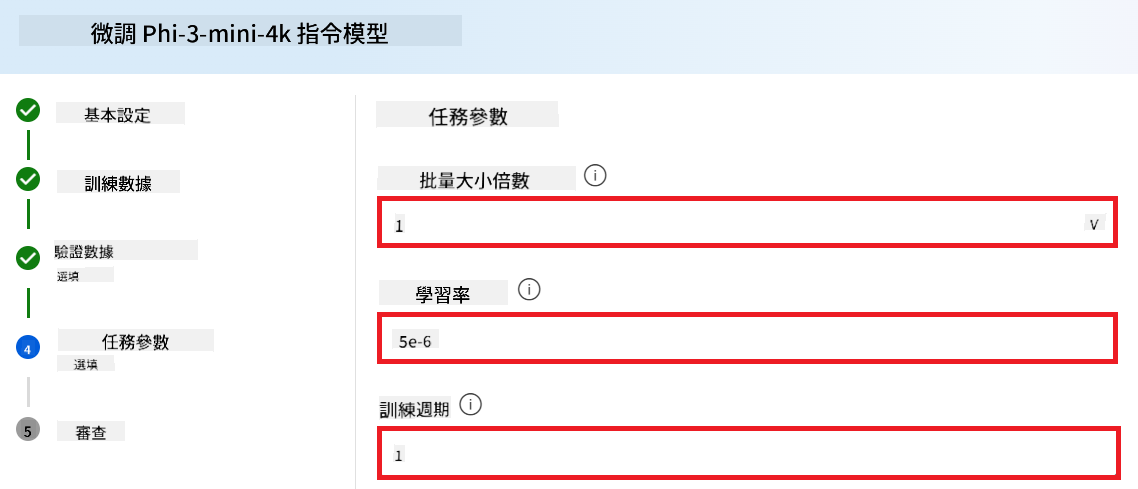 微調 Phi-3-mini-4k 指令模型
基本設定
訓練數據
驗證數據
選填
4
任務參數
選填
5
審查
任務參數
批量大小倍數
1
V
學習率
5e-6
訓練週期
1